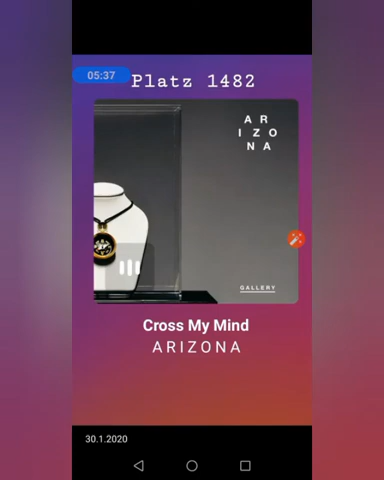 05:37
Platz 1482
A R
I Z O
N A
GALLERY
Cross My Mind
ARIZONA
30.1.2020